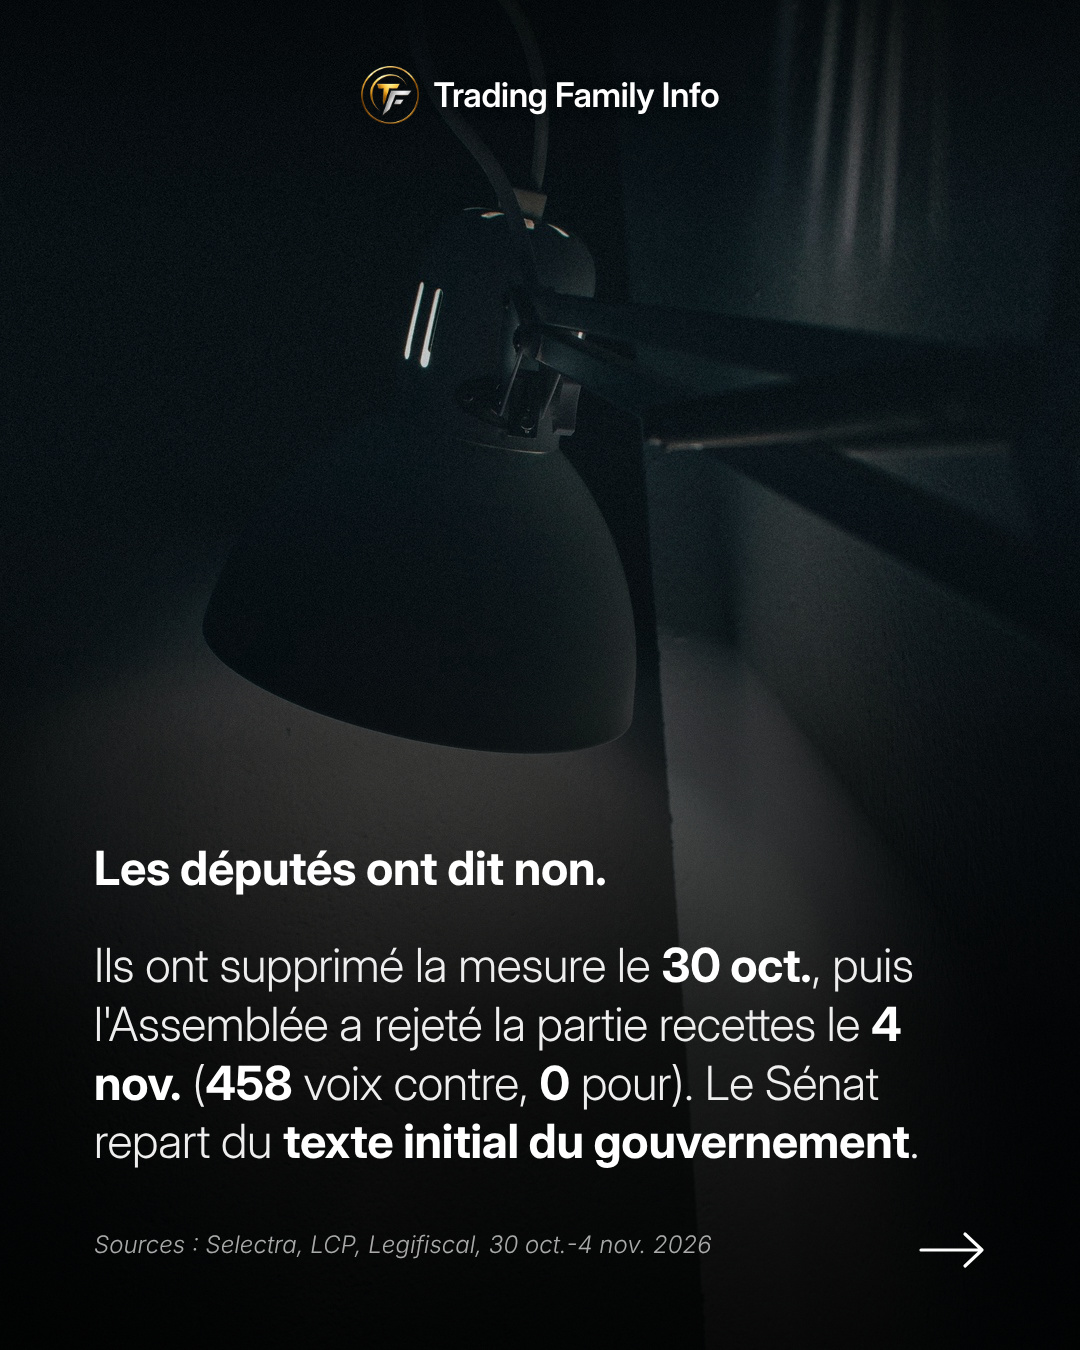 TF Trading Family Info
Les députés ont dit non.
Ils ont supprimé la mesure le 30 oct., puis
l'Assemblée a rejeté la partie recettes le 4
nov. (458 voix contre, 0 pour). Le Sénat
repart du texte initial du gouvernement.
Sources : Selectra, LCP, Legifiscal, 30 oct.-4 nov. 2026